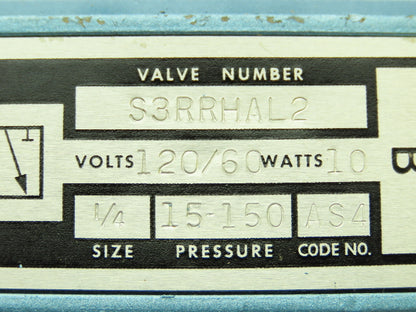 VALVE NUMBER
S3RRHAL2
VOLTS 120/60 WATTS 10
1/4 15-150 AS4
SIZE PRESSURE CODE NO.
B